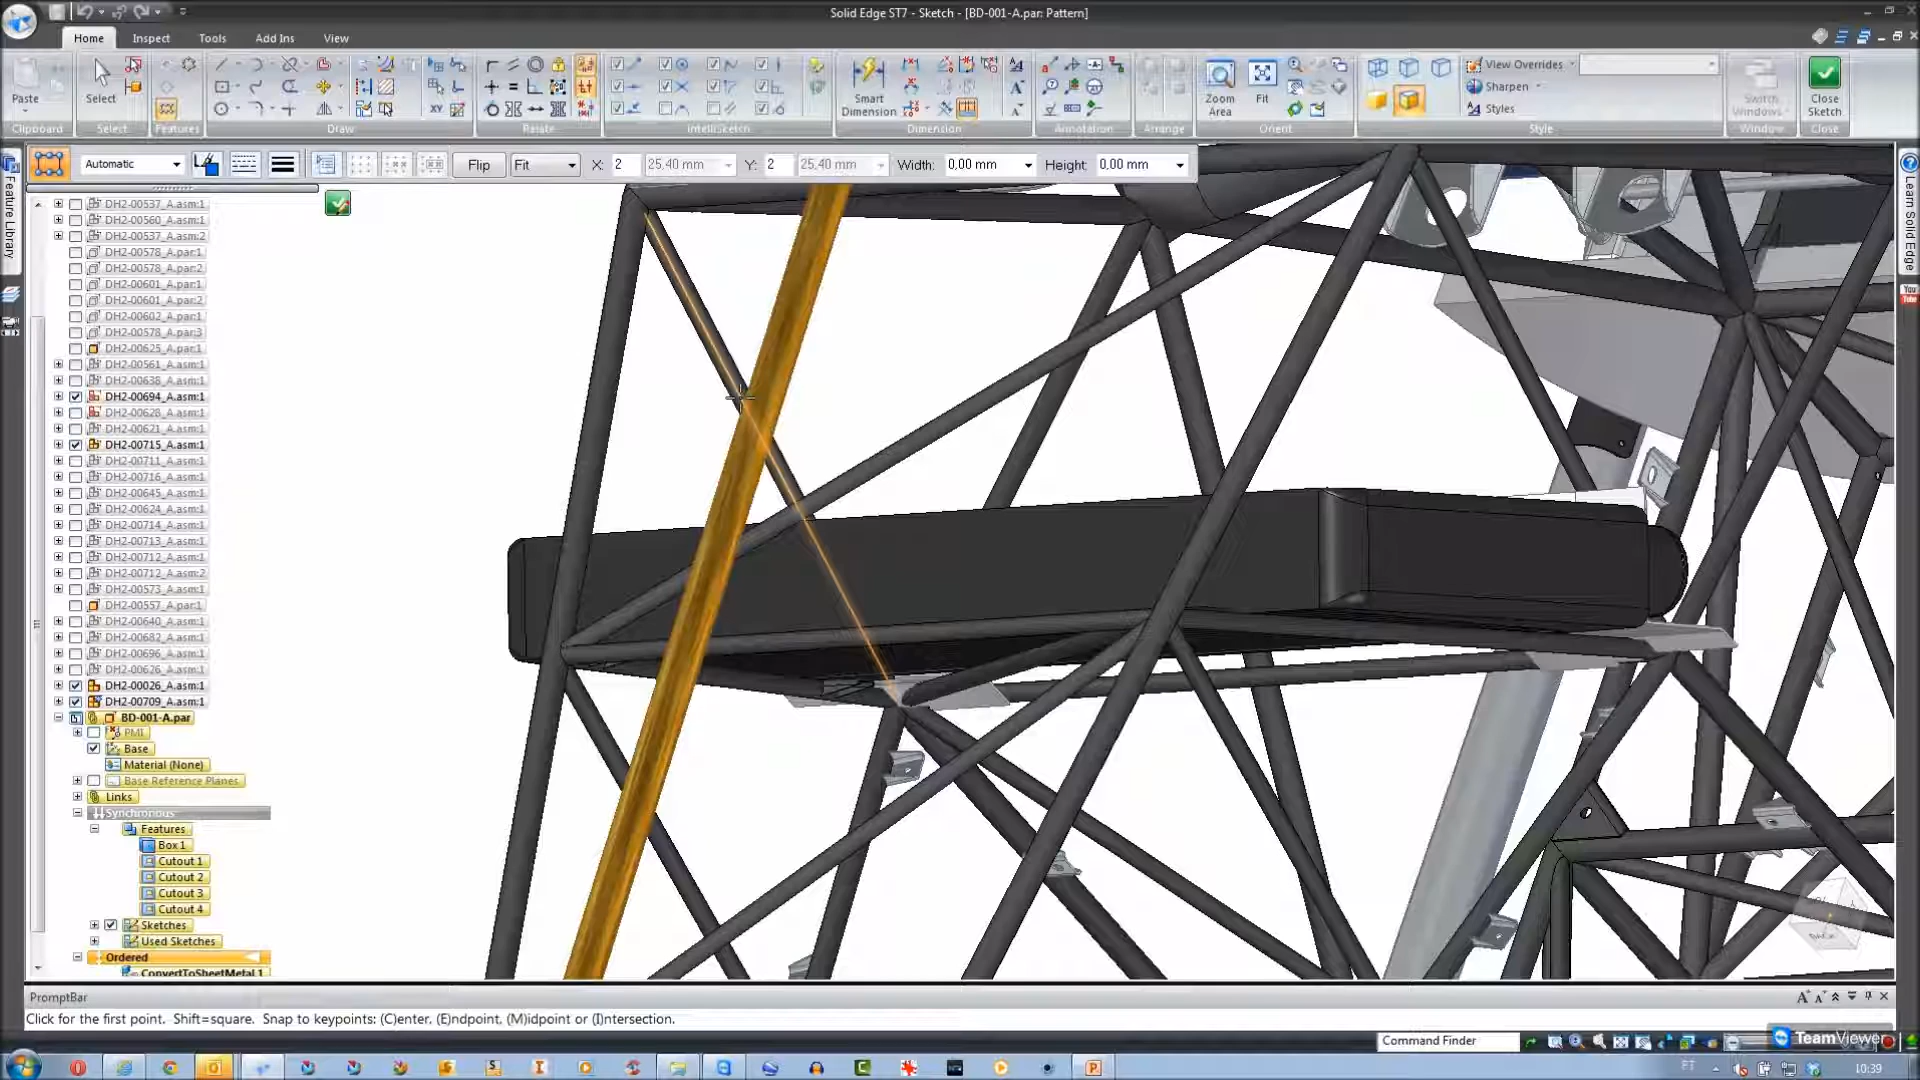 Solid Edge ST7 - Sketch - [BD-001-A.par: Pattern]
Home Inspect Tools Add Ins View
Paste
Select
Smart Dimension
Zoom Area
Fit
View Overrides
Sharpen
Styles
Switch Windows
Close Sketch
Clipboard Select Features Draw Relate IntelliSketch Dimension Annotation Arrange Orient Style Window Close
Automatic Flip Fit X: 2 25,40 mm Y: 2 25,40 mm Width: 0,00 mm Height: 0,00 mm
Feature Library
Learn Solid Edge
You Tube
DH2-00537_A.asm:1
DH2-00560_A.asm:1
DH2-00537_A.asm:2
DH2-00578_A.par:1
DH2-00578_A.par:2
DH2-00601_A.par:1
DH2-00601_A.par:2
DH2-00602_A.par:1
DH2-00578_A.par:3
DH2-00625_A.par:1
DH2-00561_A.asm:1
DH2-00638_A.asm:1
DH2-00694_A.asm:1
DH2-00628_A.asm:1
DH2-00621_A.asm:1
DH2-00715_A.asm:1
DH2-00711_A.asm:1
DH2-00716_A.asm:1
DH2-00645_A.asm:1
DH2-00624_A.asm:1
DH2-00714_A.asm:1
DH2-00713_A.asm:1
DH2-00712_A.asm:1
DH2-00712_A.asm:2
DH2-00573_A.asm:1
DH2-00557_A.par:1
DH2-00640_A.asm:1
DH2-00682_A.asm:1
DH2-00696_A.asm:1
DH2-00626_A.asm:1
DH2-00026_A.asm:1
DH2-00709_A.asm:1
BD-001-A.par
PMI
Base
Material (None)
Base Reference Planes
Links
Synchronous
Features
Box 1
Cutout 1
Cutout 2
Cutout 3
Cutout 4
Sketches
Used Sketches
Ordered
ConvertToSheetMetal 1
BACK
PromptBar
Click for the first point. Shift=square. Snap to keypoints: (C)enter, (E)ndpoint, (M)idpoint or (I)ntersection.
Command Finder
TeamViewer
PT
10:39